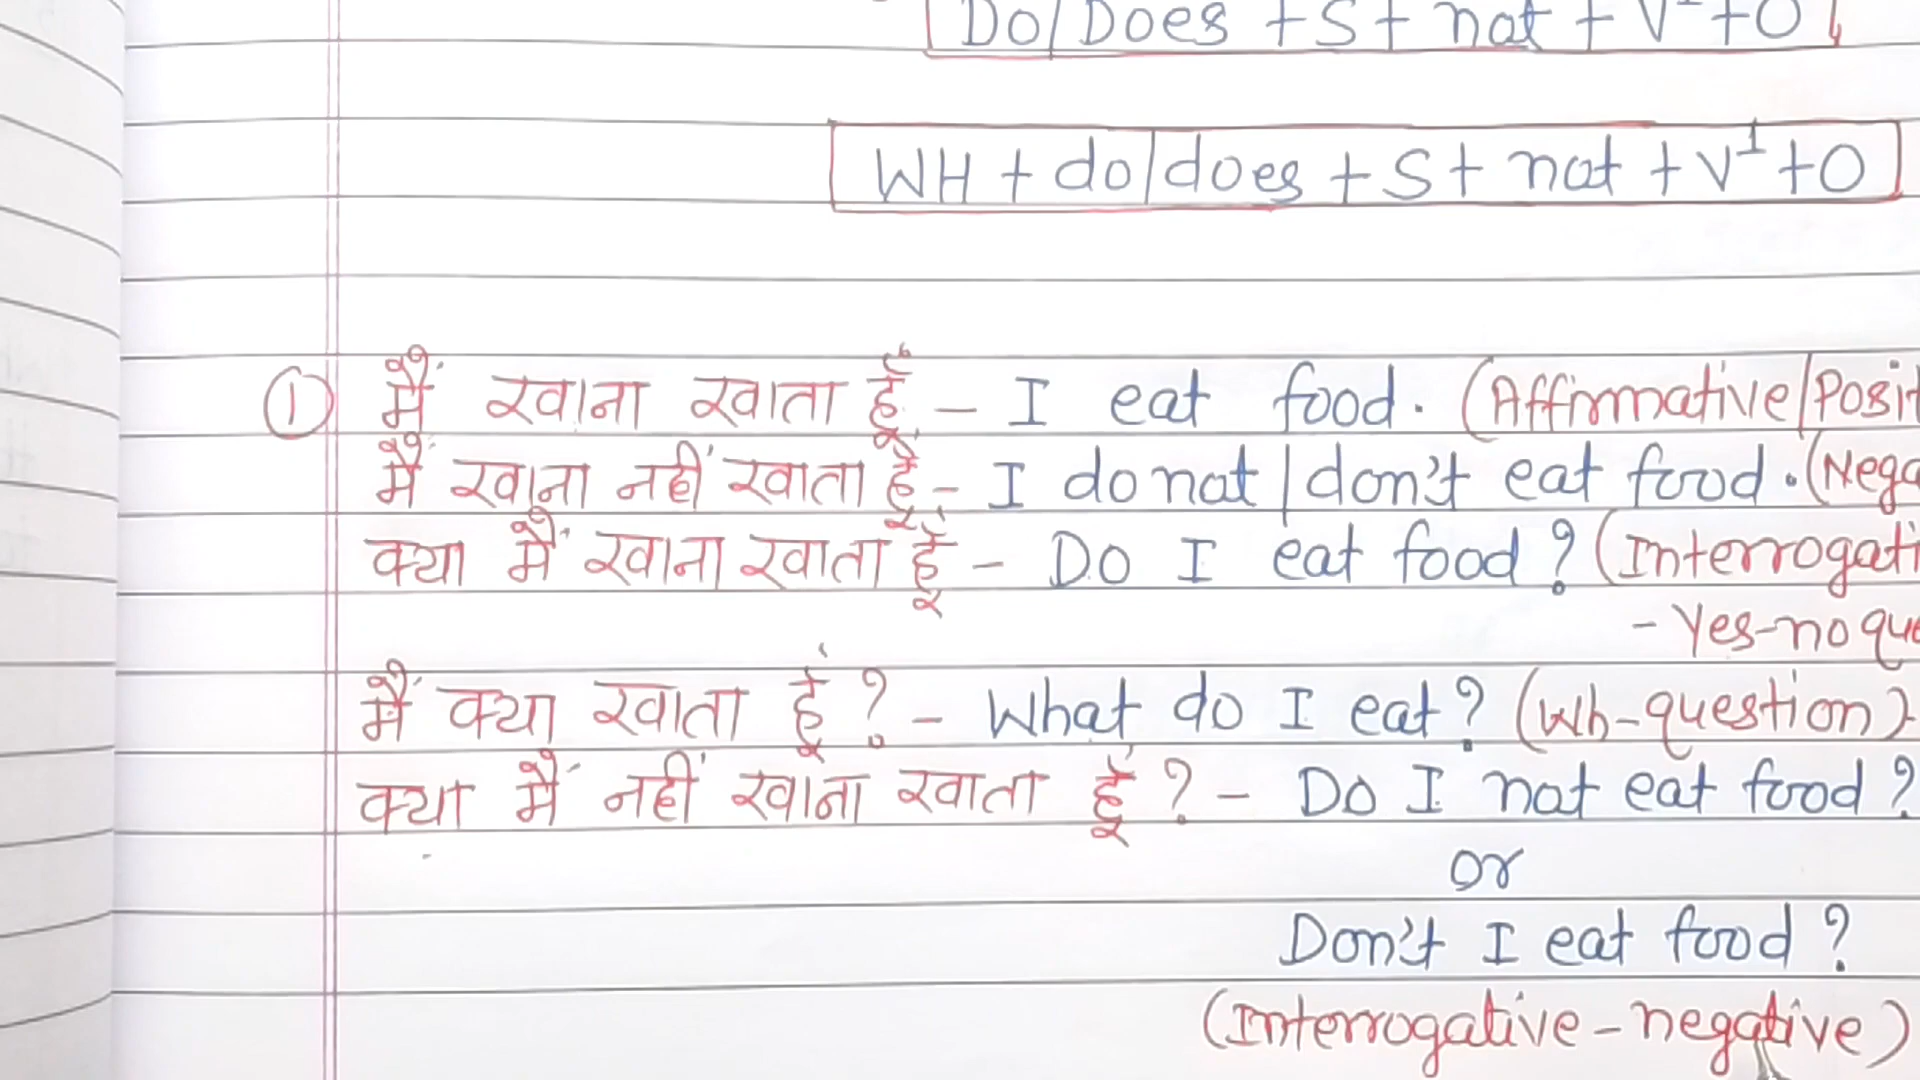 Do/Does + S + not + V¹ + O
WH + do/does + S + not + V¹ + O
① मैं खाना खाता हूँ - I eat food. (Affirmative/Posit
मैं खाना नहीं खाता हूँ - I do not / don't eat food. (Nega
क्या मैं खाना खाता हूँ - Do I eat food? (Interrogati
- Yes-no que
मैं क्या खाता हूँ? - What do I eat? (Wh-question)
क्या मैं नहीं खाना खाता हूँ? - Do I not eat food?
or
Don't I eat food?
(Interrogative-negative)